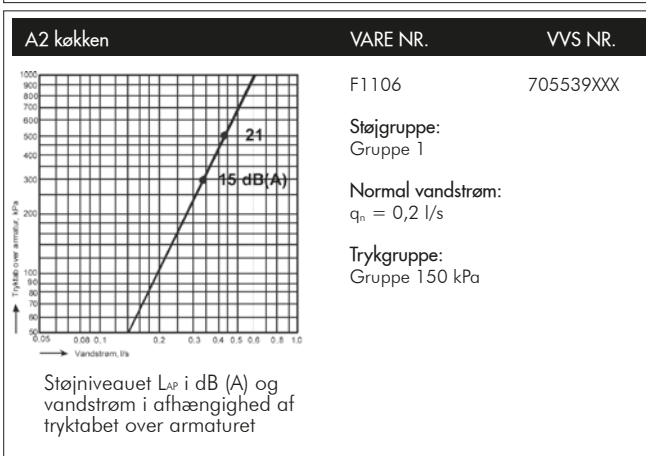 A2 køkken VARE NR. VVS NR.
1000
900
800
700
600
500
400
300
200
100
90
80
70
60
50
Tryktab over armatur, kPa
21
15 dB(A)
0.05 0.08 0.1 0.2 0.3 0.4 0.5 0.6 0.8 1.0
Vandstrøm, l/s
Støjniveauet LAP i dB (A) og
vandstrøm i afhængighed af
tryktabet over armaturet
F1106 705539XXX
Støjgruppe:
Gruppe 1
Normal vandstrøm:
qn = 0,2 l/s
Trykgruppe:
Gruppe 150 kPa